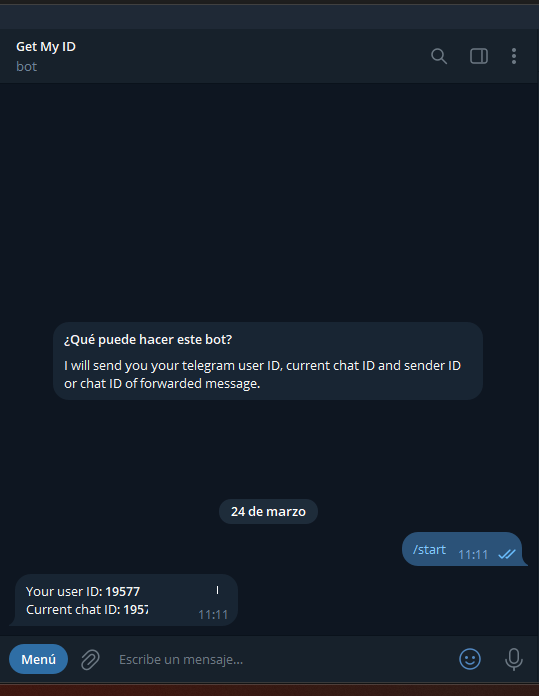 Get My ID
bot
¿Qué puede hacer este bot?
I will send you your telegram user ID, current chat ID and sender ID
or chat ID of forwarded message.
24 de marzo
/start 11:11
Your user ID: 19577
Current chat ID: 1957
11:11
Menú
Escribe un mensaje...